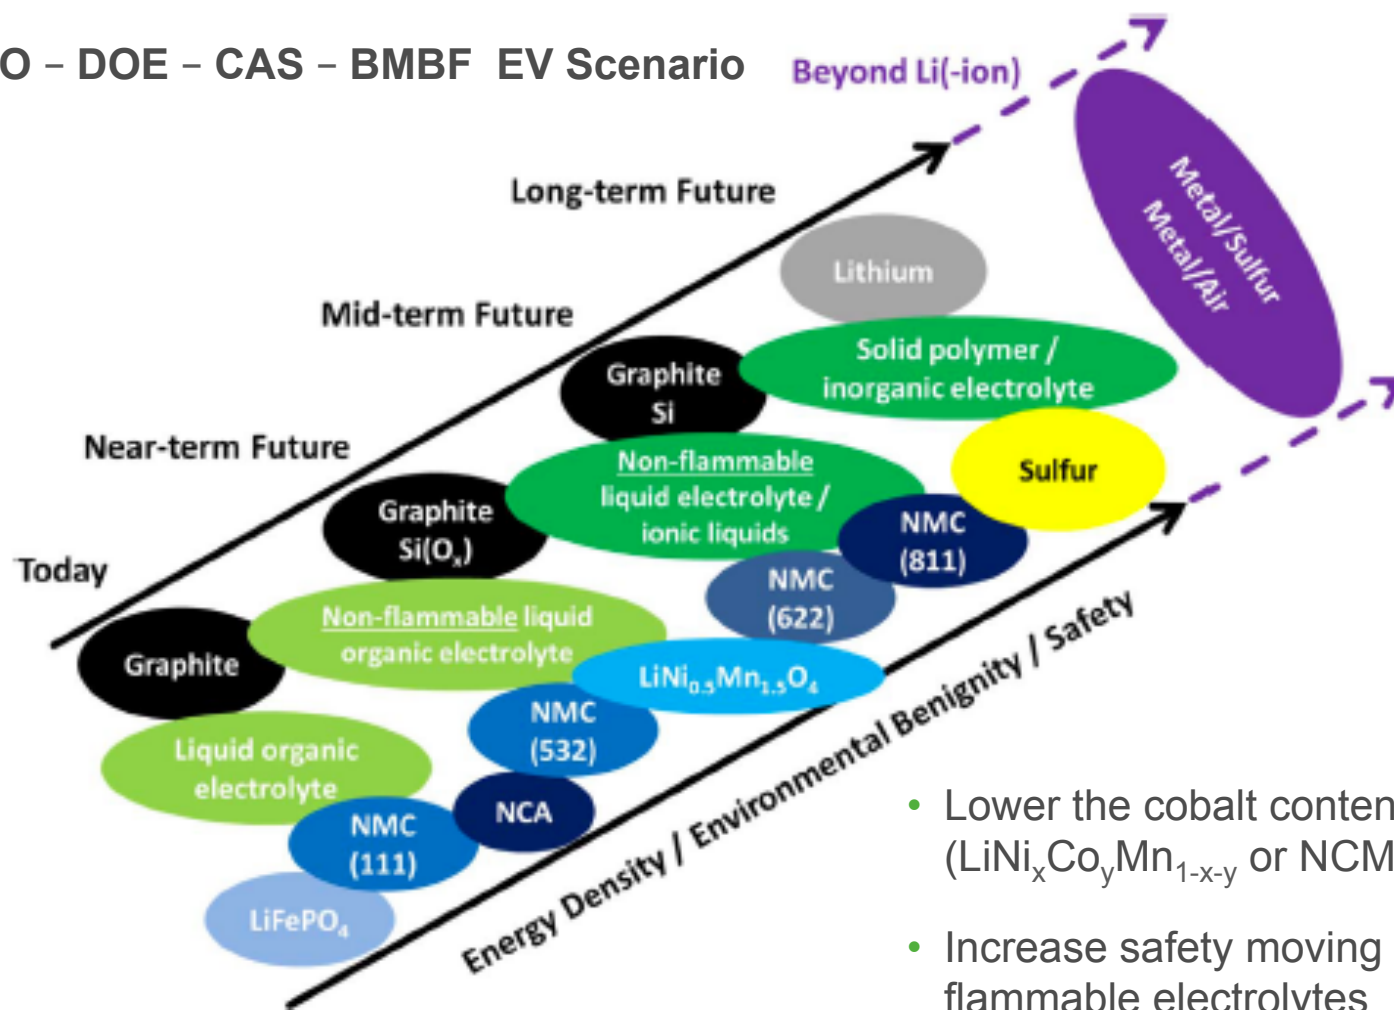 O – DOE – CAS – BMBF EV Scenario
Beyond Li(-ion)
Long-term Future
Mid-term Future
Near-term Future
Today
Metal/Sulfur
Metal/Air
Lithium
Solid polymer /
inorganic electrolyte
Graphite
Si
Sulfur
Non-flammable
liquid electrolyte /
ionic liquids
Graphite
Si(Oₓ)
NMC
(811)
NMC
(622)
Non-flammable liquid
organic electrolyte
LiNi₀.₅Mn₁.₅O₄
Graphite
NMC
(532)
Liquid organic
electrolyte
NCA
NMC
(111)
LiFePO₄
Energy Density / Environmental Benignity / Safety
• Lower the cobalt conten
(LiNiₓCoᵧMn₁₋ₓ₋ᵧ or NCM
• Increase safety moving
flammable electrolytes